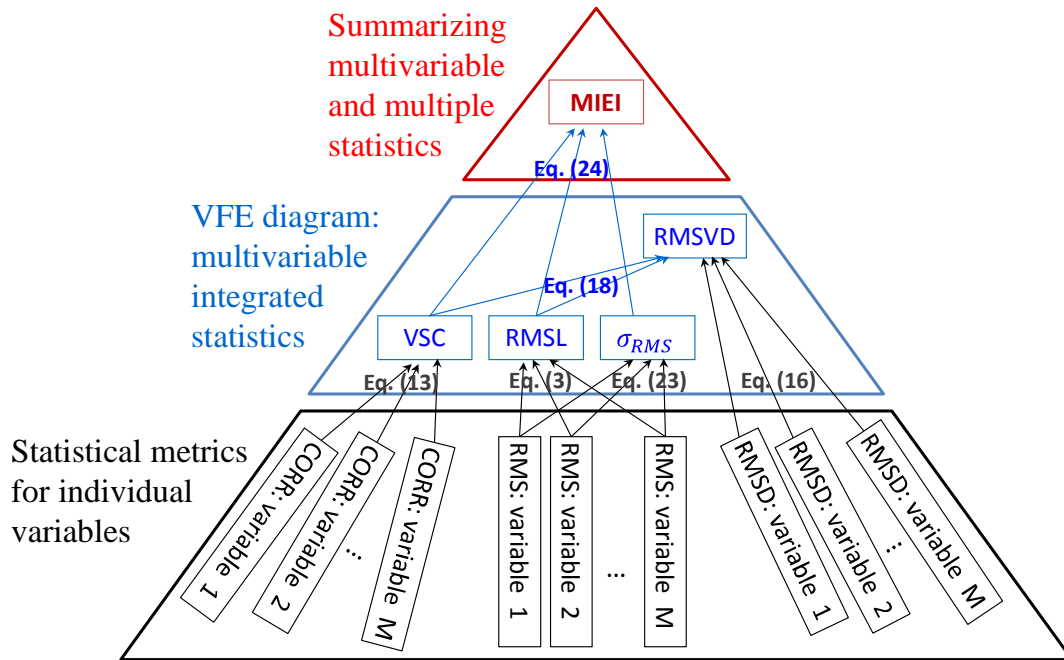 Summarizing
multivariable
and multiple
statistics
MIEI
Eq. (24)
VFE diagram:
multivariable
integrated
statistics
RMSVD
Eq. (18)
VSC
RMSL
σRMS
Eq. (13)
Eq. (3)
Eq. (23)
Eq. (16)
Statistical metrics
for individual
variables
CORR: variable 1
CORR: variable 2
...
CORR: variable M
RMS: variable 1
RMS: variable 2
...
RMS: variable M
RMSD: variable 1
RMSD: variable 2
...
RMSD: variable M